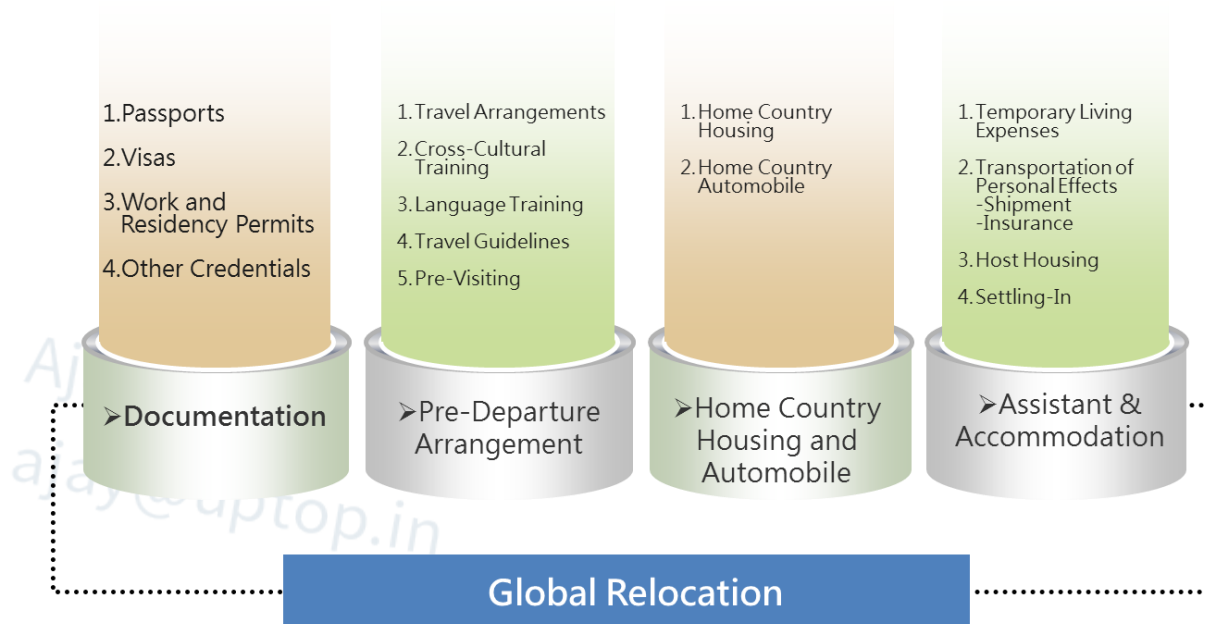 1.Passports
2.Visas
3.Work and
Residency Permits
4.Other Credentials
1.Travel Arrangements
2.Cross-Cultural
Training
3.Language Training
4.Travel Guidelines
5.Pre-Visiting
1.Home Country
Housing
2.Home Country
Automobile
1.Temporary Living
Expenses
2.Transportation of
Personal Effects
-Shipment
-Insurance
3.Host Housing
4.Settling-In
➢Documentation
➢Pre-Departure
Arrangement
➢Home Country
Housing and
Automobile
➢Assistant &
Accommodation
ajay@uptop.in
Global Relocation